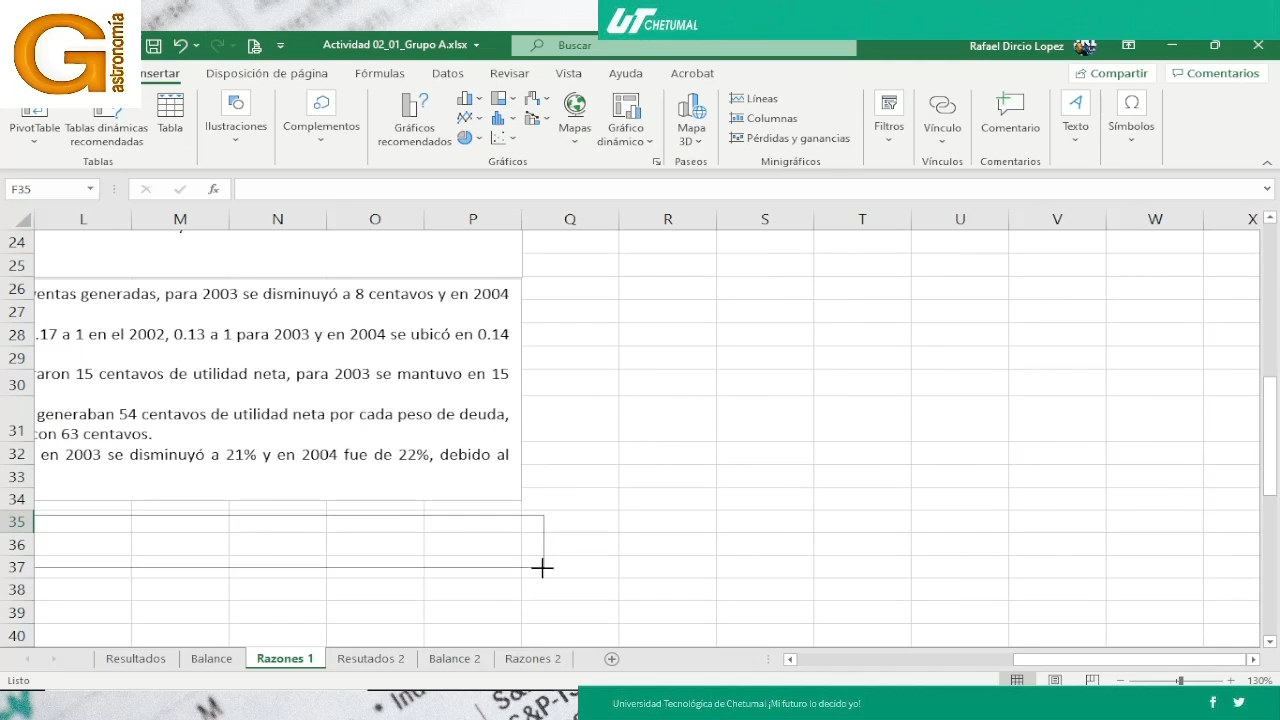 UT CHETUMAL
Gastronomía
Actividad 02_01_Grupo A.xlsx
Buscar
Rafael Dircio Lopez
nsertar
Disposición de página
Fórmulas
Datos
Revisar
Vista
Ayuda
Acrobat
Compartir
Comentarios
PivotTable
Tablas dinámicas
recomendadas
Tabla
Ilustraciones
Complementos
Gráficos
recomendados
Mapas
Gráfico
dinámico
Mapa
3D
Líneas
Columnas
Pérdidas y ganancias
Filtros
Vínculo
Comentario
Texto
Símbolos
Tablas
Gráficos
Paseos
Minigráficos
Vínculos
Comentarios
F35
fx
L M N O P Q R S T U V W X
24
25
26
entas generadas, para 2003 se disminuyó a 8 centavos y en 2004
27
28
.17 a 1 en el 2002, 0.13 a 1 para 2003 y en 2004 se ubicó en 0.14
29
30
aron 15 centavos de utilidad neta, para 2003 se mantuvo en 15
generaban 54 centavos de utilidad neta por cada peso de deuda,
31
con 63 centavos.
32
en 2003 se disminuyó a 21% y en 2004 fue de 22%, debido al
33
34
35
36
37
38
39
40
Resultados
Balance
Razones 1
Resutados 2
Balance 2
Razones 2
Listo
130%
M
S&P
Universidad Tecnológica de Chetumal ¡Mi futuro lo decido yo!